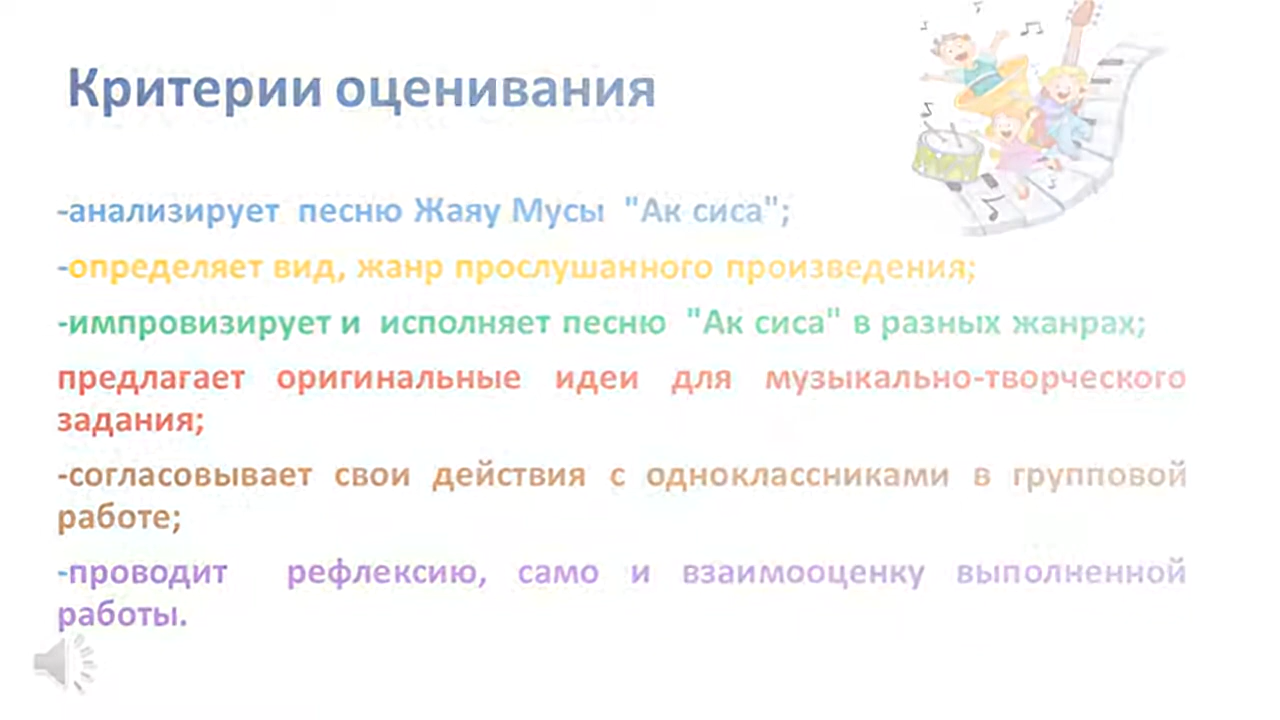 Критерии оценивания
-анализирует песню Жаяу Мусы "Ак сиса";
-определяет вид, жанр прослушанного произведения;
-импровизирует и исполняет песню "Ак сиса" в разных жанрах;
предлагает оригинальные идеи для музыкально-творческого
задания;
-согласовывает свои действия с одноклассниками в групповой
работе;
-проводит рефлексию, само и взаимооценку выполненной
работы.